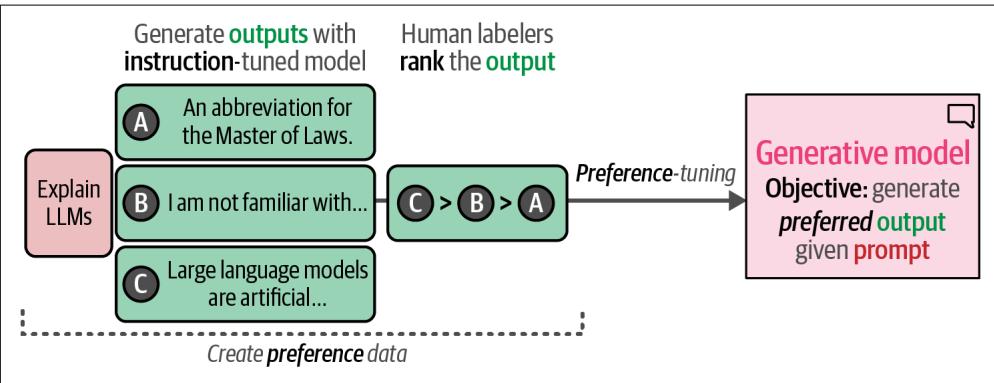 Generate outputs with
instruction-tuned model
Human labelers
rank the output
Explain
LLMs
A
An abbreviation for
the Master of Laws.
B
I am not familiar with...
C
Large language models
are artificial...
C > B > A
Preference-tuning
Generative model
Objective: generate
preferred output
given prompt
Create preference data